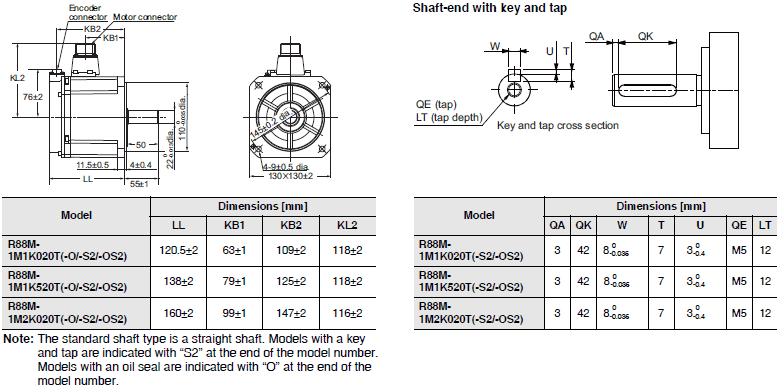 Encoder
connector
Motor connector
KB2
KB1
KL2
76±2
11.5±0.5
4±0.4
50
LL
55±1
dia.
dia.
145±0.2 dia.
4-9±0.5 dia.
130×130±2
Shaft-end with key and tap
QA
QK
W
U
T
QE (tap)
LT (tap depth)
Key and tap cross section
Model
Dimensions [mm]
LL KB1 KB2 KL2
R88M-
1M1K020T(-O/-S2/-OS2)
120.5±2 63±1 109±2 118±2
R88M-
1M1K520T(-O/-S2/-OS2)
138±2 79±1 125±2 118±2
R88M-
1M2K020T(-O/-S2/-OS2)
160±2 99±1 147±2 116±2
Note: The standard shaft type is a straight shaft. Models with a key
and tap are indicated with “S2” at the end of the model number.
Models with an oil seal are indicated with “O” at the end of the
model number.
Model
Dimensions [mm]
QA QK W T U QE LT
R88M-
1M1K020T(-S2/-OS2)
3 42 8 0 -0.036 7 3 0 -0.4 M5 12
R88M-
1M1K520T(-S2/-OS2)
3 42 8 0 -0.036 7 3 0 -0.4 M5 12
R88M-
1M2K020T(-S2/-OS2)
3 42 8 0 -0.036 7 3 0 -0.4 M5 12